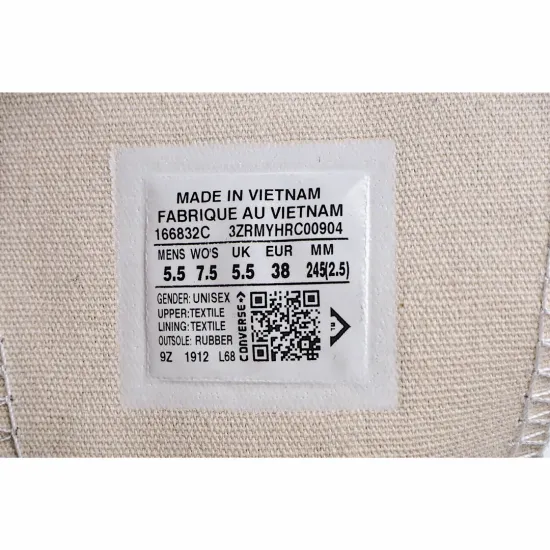 MADE IN VIETNAM
FABRIQUE AU VIETNAM
166832C 3ZRMYHRC00904
MENS WO'S UK EUR MM
5.5 7.5 5.5 38 245(2.5)
GENDER: UNISEX
UPPER:TEXTILE
LINING:TEXTILE
OUTSOLE: RUBBER
9Z 1912 L68
CONVERSE